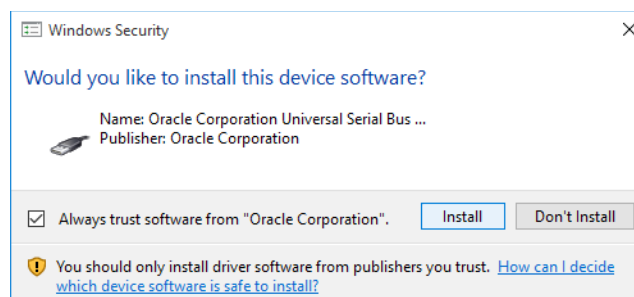 Windows Security
Would you like to install this device software?
Name: Oracle Corporation Universal Serial Bus ...
Publisher: Oracle Corporation
Always trust software from "Oracle Corporation".
Install
Don't Install
You should only install driver software from publishers you trust. How can I decide
which device software is safe to install?